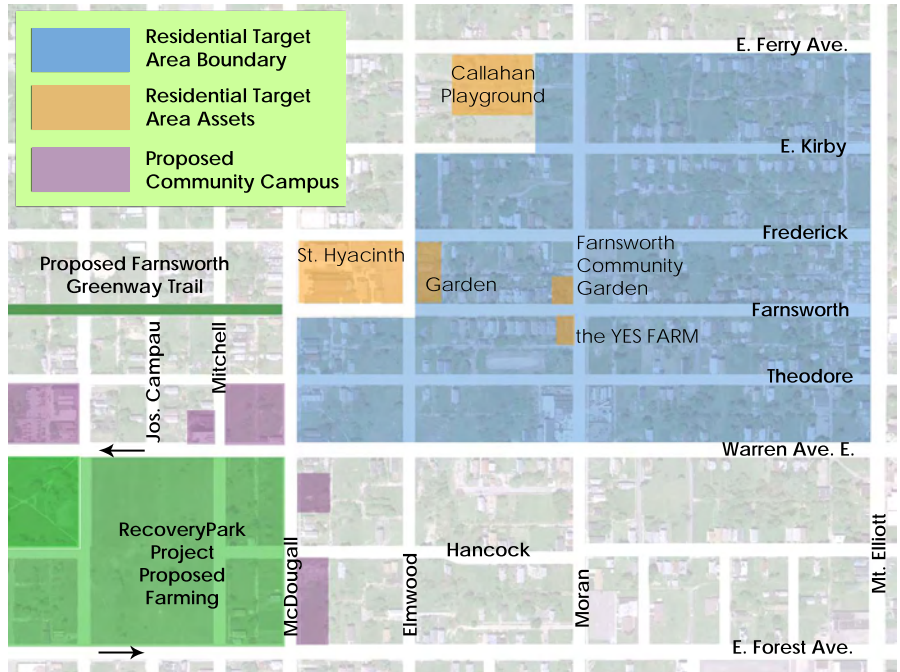 Residential Target
Area Boundary
Residential Target
Area Assets
Proposed
Community Campus
E. Ferry Ave.
Callahan
Playground
E. Kirby
Frederick
St. Hyacinth
Garden
Farnsworth
Community
Garden
Proposed Farnsworth
Greenway Trail
Farnsworth
the YES FARM
Jos. Campau
Mitchell
Theodore
Warren Ave. E.
RecoveryPark
Project
Proposed
Farming
McDougall
Elmwood
Hancock
Moran
Mt. Elliott
E. Forest Ave.